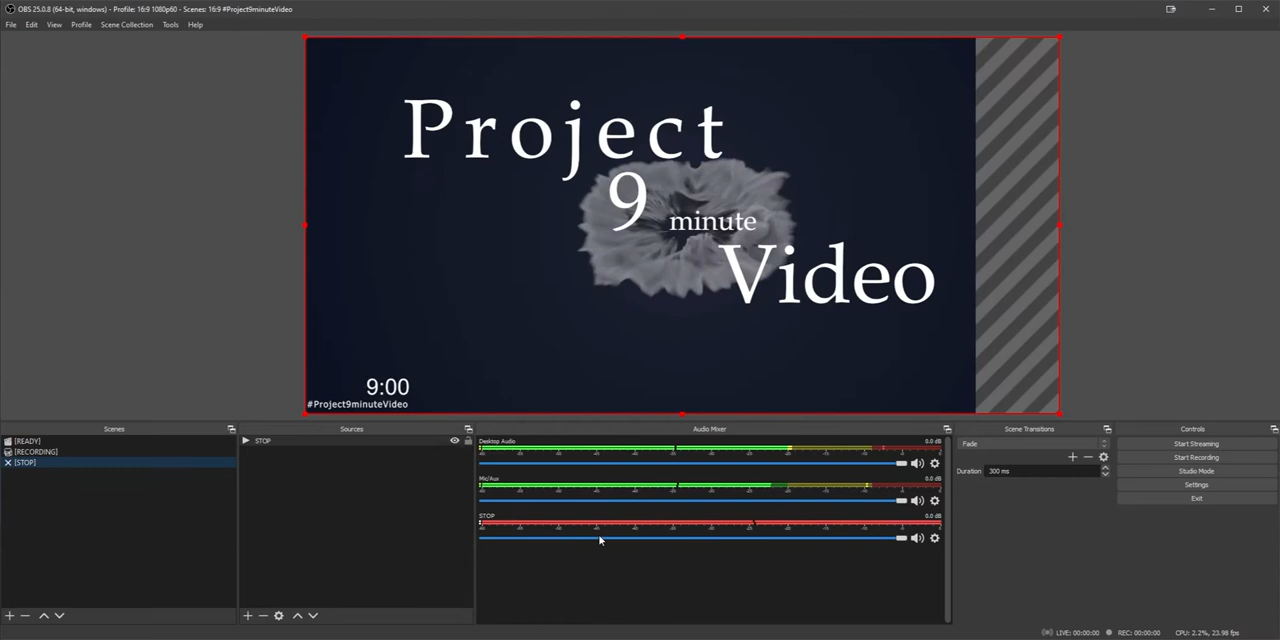 OBS 25.0.8 (64-bit, windows) - Profile: 16:9 1080p60 - Scenes: 16:9 #Project9minuteVideo
File Edit View Profile Scene Collection Tools Help
Project
9 minute
Video
9:00
#Project9minuteVideo
Scenes
[READY]
[RECORDING]
[STOP]
Sources
STOP
Audio Mixer
Desktop Audio 0.0 dB
Mic/Aux 0.0 dB
STOP 0.0 dB
Scene Transitions
Fade
Duration 300 ms
Controls
Start Streaming
Start Recording
Studio Mode
Settings
Exit
LIVE: 00:00:00 REC: 00:00:00 CPU: 2.2%, 23.98 fps